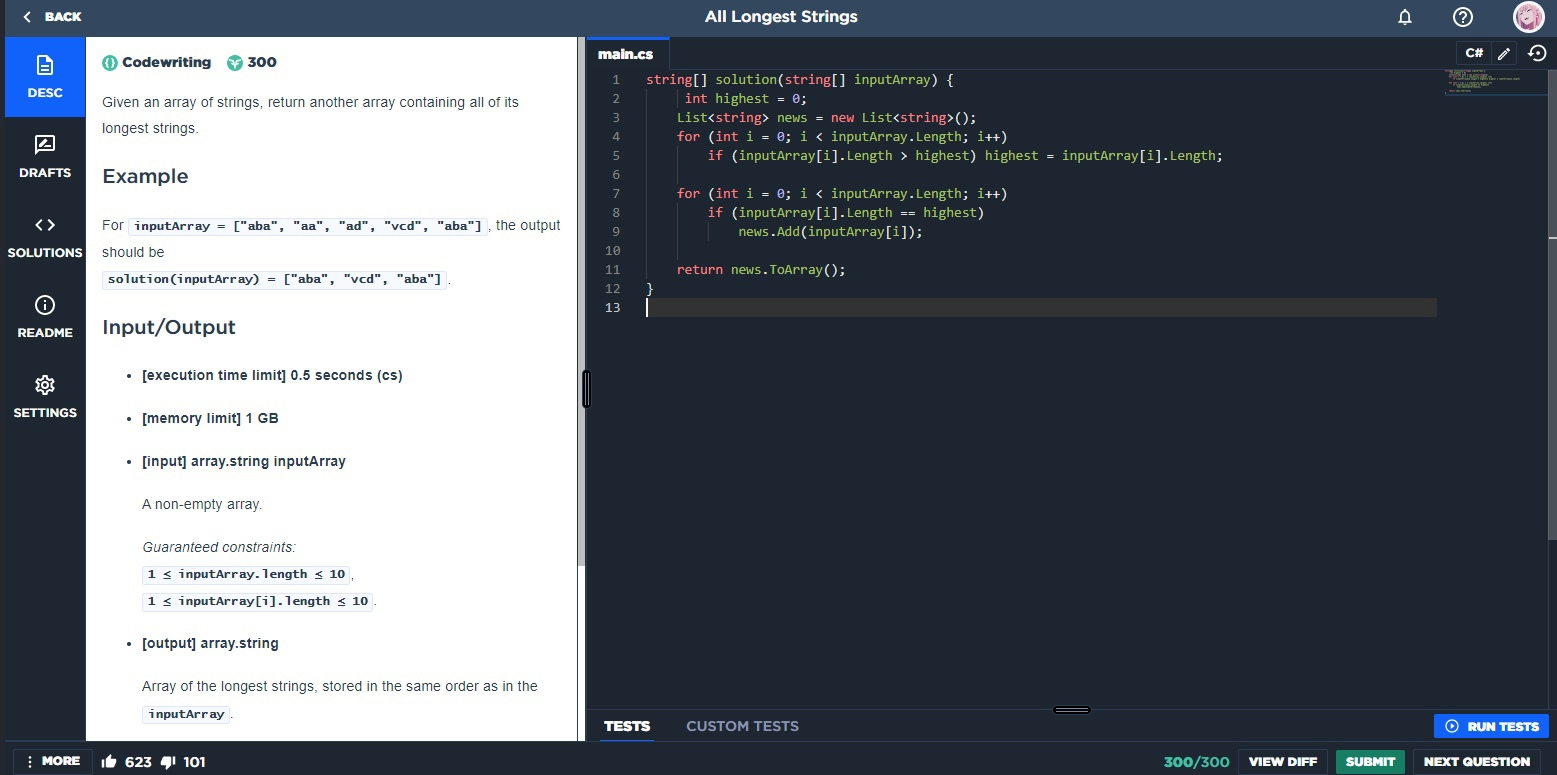 BACK
All Longest Strings
DESC
DRAFTS
SOLUTIONS
README
SETTINGS
Codewriting 300
Given an array of strings, return another array containing all of its
longest strings.
Example
For inputArray = ["aba", "aa", "ad", "vcd", "aba"], the output
should be
solution(inputArray) = ["aba", "vcd", "aba"].
Input/Output
• [execution time limit] 0.5 seconds (cs)
• [memory limit] 1 GB
• [input] array.string inputArray
A non-empty array.
Guaranteed constraints:
1 ≤ inputArray.length ≤ 10,
1 ≤ inputArray[i].length ≤ 10.
• [output] array.string
Array of the longest strings, stored in the same order as in the
inputArray.
main.cs
C#
1 string[] solution(string[] inputArray) {
2 int highest = 0;
3 List<string> news = new List<string>();
4 for (int i = 0; i < inputArray.Length; i++)
5 if (inputArray[i].Length > highest) highest = inputArray[i].Length;
6
7 for (int i = 0; i < inputArray.Length; i++)
8 if (inputArray[i].Length == highest)
9 news.Add(inputArray[i]);
10
11 return news.ToArray();
12 }
13
TESTS CUSTOM TESTS
RUN TESTS
MORE 623 101
300/300 VIEW DIFF SUBMIT NEXT QUESTION